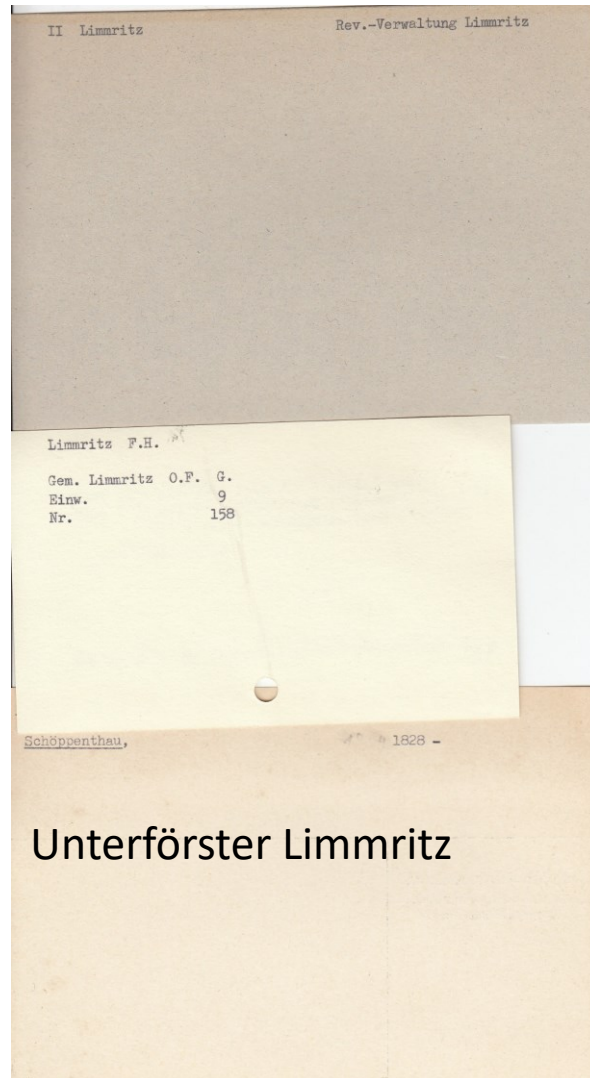 II Limmritz Rev.-Verwaltung Limmritz
Limmritz F.H.
Gem. Limmritz O.F. G.
Einw. 9
Nr. 158
Schöppenthau, 1828 –
Unterförster Limmritz